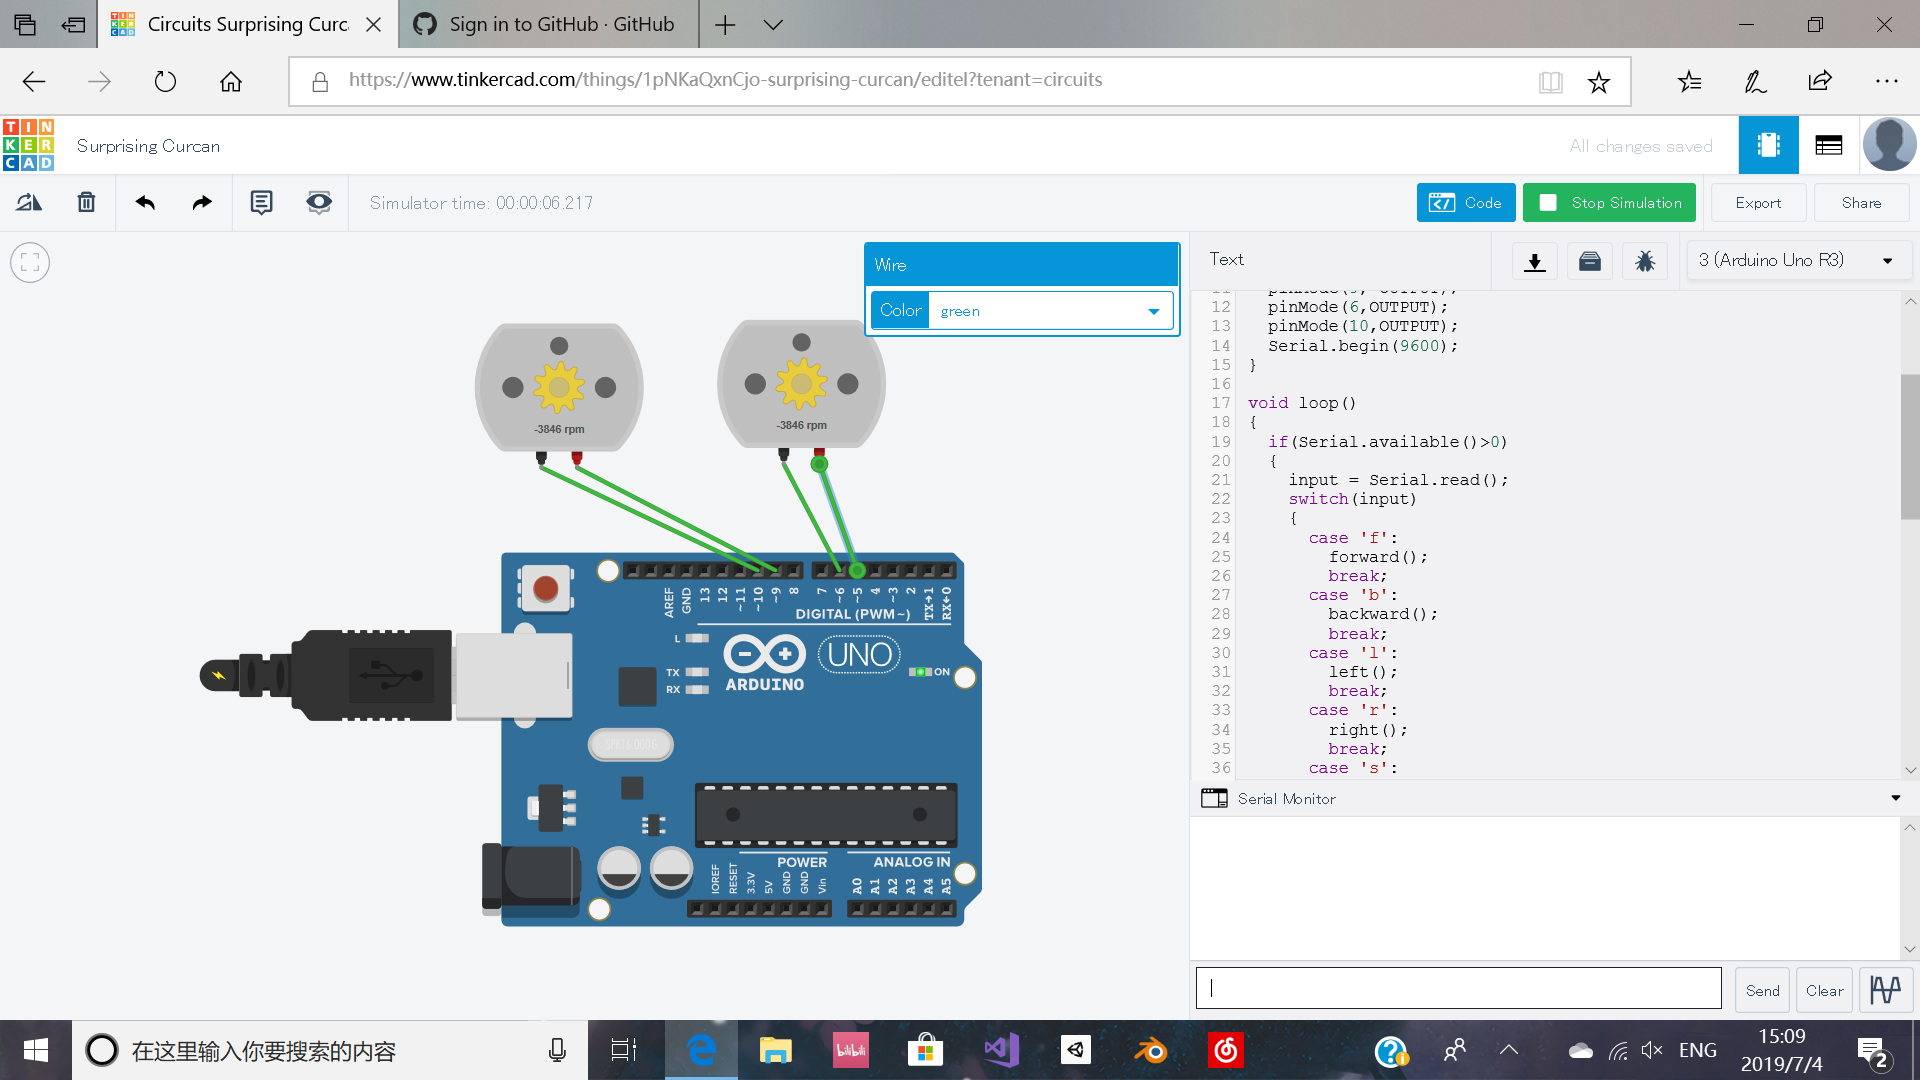 Circuits Surprising Curc
Sign in to GitHub · GitHub
https://www.tinkercad.com/things/1pNKaQxnCjo-surprising-curcan/editel?tenant=circuits
TIN
KER
CAD
Surprising Curcan
All changes saved
Simulator time: 00:00:06.217
Code
Stop Simulation
Export
Share
Wire
Color
green
Text
3 (Arduino Uno R3)
12 pinMode(6,OUTPUT);
13 pinMode(10,OUTPUT);
14 Serial.begin(9600);
15 }
16
17 void loop()
18 {
19 if(Serial.available()>0)
20 {
21 input = Serial.read();
22 switch(input)
23 {
24 case 'f':
25 forward();
26 break;
27 case 'b':
28 backward();
29 break;
30 case 'l':
31 left();
32 break;
33 case 'r':
34 right();
35 break;
36 case 's':
-3846 rpm
-3846 rpm
AREF
GND
13
12
~11
~10
~9
8
7
~6
~5
4
~3
2
TX→1
RX←0
DIGITAL (PWM~)
L
TX
RX
ARDUINO
UNO
ON
POWER
ANALOG IN
IOREF
RESET
3.3V
5V
GND
GND
Vin
A0
A1
A2
A3
A4
A5
Serial Monitor
Send
Clear
在这里输入你要搜索的内容
bilibili
ENG
15:09
2019/7/4
2